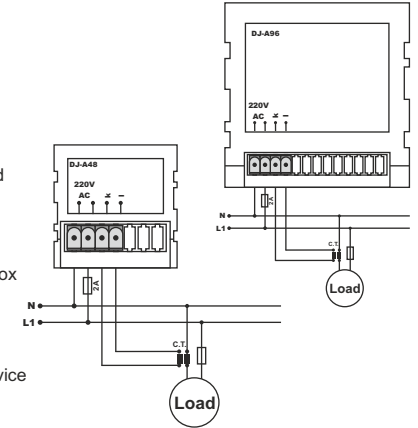 DJ-A96
220V
AC k l
2A
N
L1
C.T.
Load
d
DJ-A48
220V
AC k l
ox
2A
N
L1
C.T.
vice
Load